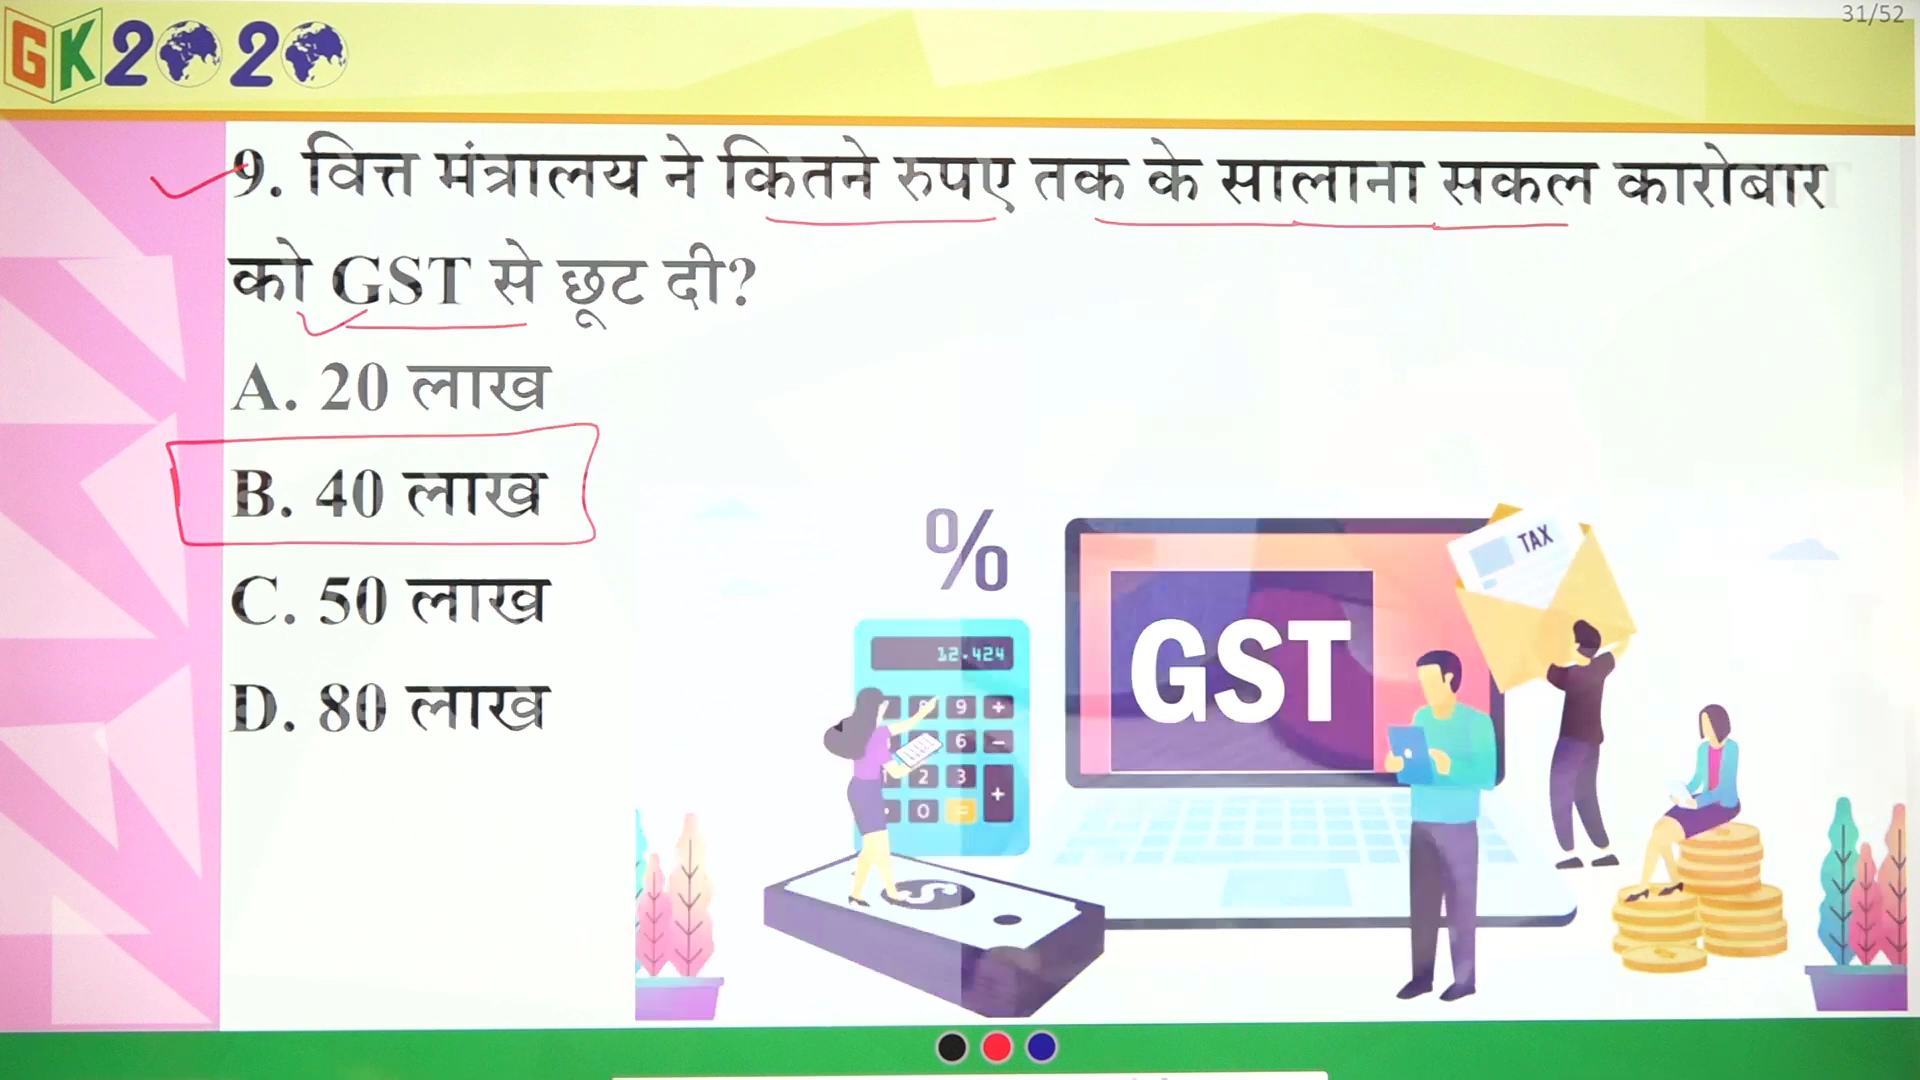 31/52
GK2020
9. वित्त मंत्रालय ने कितने रुपए तक के सालाना सकल कारोबार
को GST से छूट दी?
A. 20 लाख
B. 40 लाख
C. 50 लाख
D. 80 लाख
%
TAX
12.424
GST
9 +
6 -
2 3
+
0 =
$